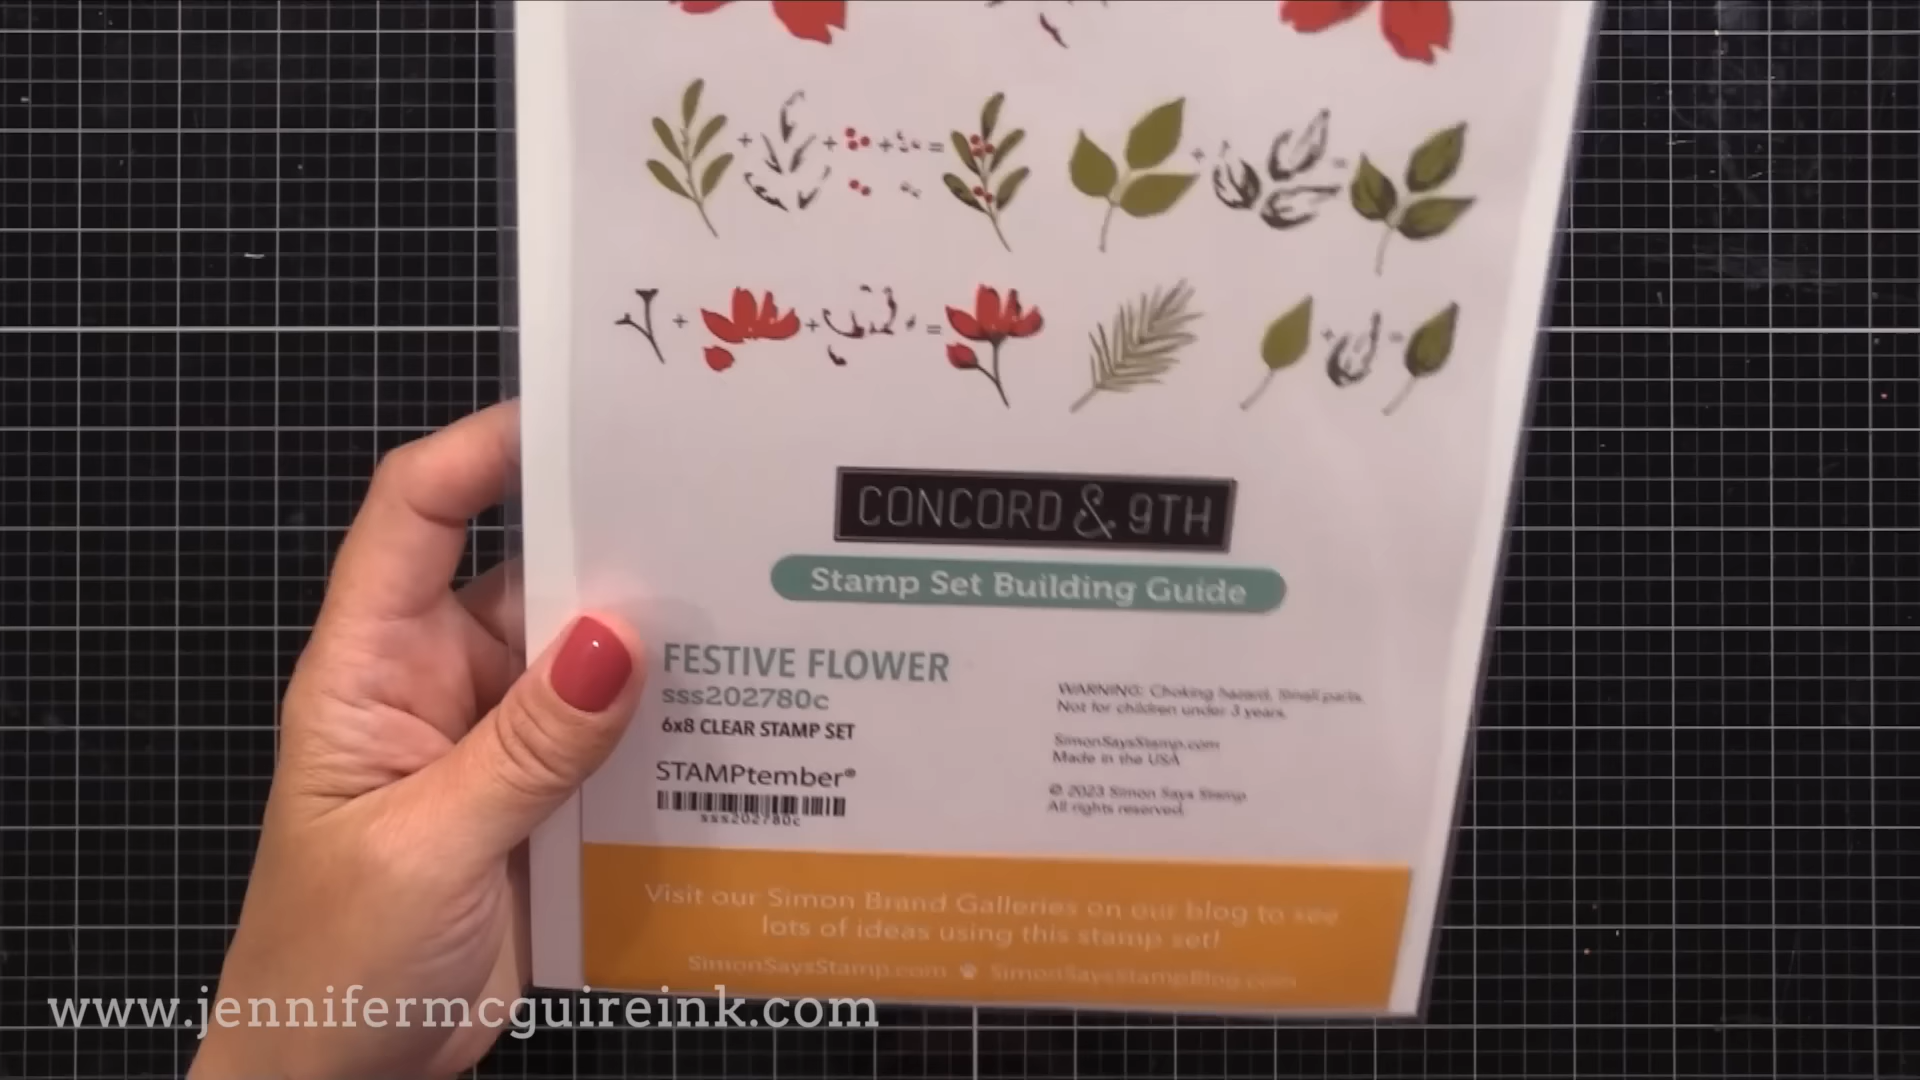 CONCORD & 9TH
Stamp Set Building Guide
FESTIVE FLOWER
sss202780c
6x8 CLEAR STAMP SET
STAMPtember®
sss202780c
WARNING: Choking hazard. Small parts.
Not for children under 3 years.
SimonSaysStamp.com
Made in the USA
© 2023 Simon Says Stamp
All rights reserved.
Visit our Simon Brand Galleries on our blog to see
lots of ideas using this stamp set!
SimonSaysStamp.com SimonSaysStampBlog.com
www.jennifermcguireink.com